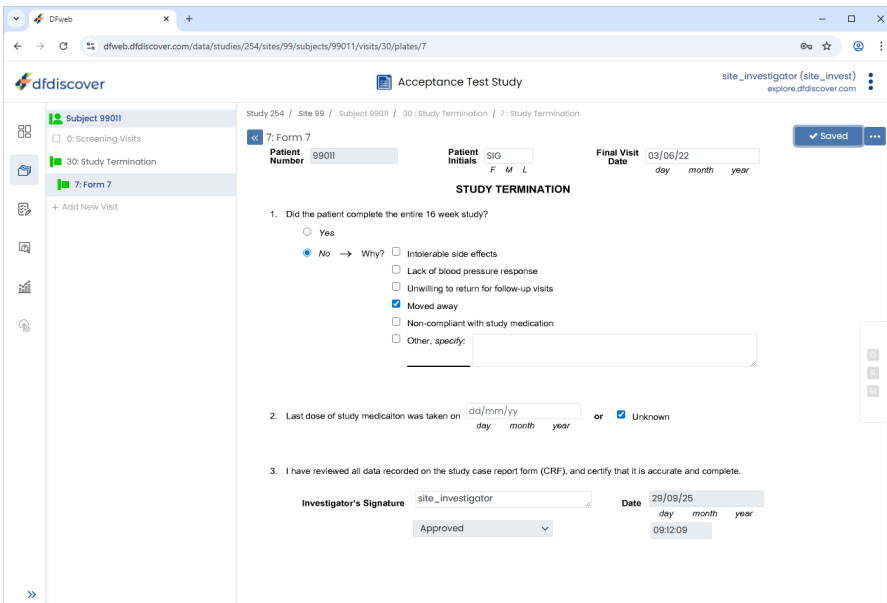 DFweb
dfweb.dfdiscover.com/data/studies/254/sites/99/subjects/99011/visits/30/plates/7
dfdiscover
Acceptance Test Study
site_investigator (site_invest)
explore.dfdiscover.com
Subject 99011
0: Screening Visits
30: Study Termination
7: Form 7
+ Add New Visit
Study 254 / Site 99 / Subject 99011 / 30 : Study Termination / 7 : Study Termination
7: Form 7
Saved
Patient Number 99011
Patient Initials SIG
F M L
Final Visit Date 03/06/22
day month year
STUDY TERMINATION
1. Did the patient complete the entire 16 week study?
Yes
No → Why? Intolerable side effects
Lack of blood pressure response
Unwilling to return for follow-up visits
Moved away
Non-compliant with study medication
Other, specify:
2. Last dose of study medicaiton was taken on dd/mm/yy or Unknown
day month year
3. I have reviewed all data recorded on the study case report form (CRF), and certify that it is accurate and complete.
Investigator's Signature site_investigator Date 29/09/25
day month year
Approved 09:12:09
Q
R
M